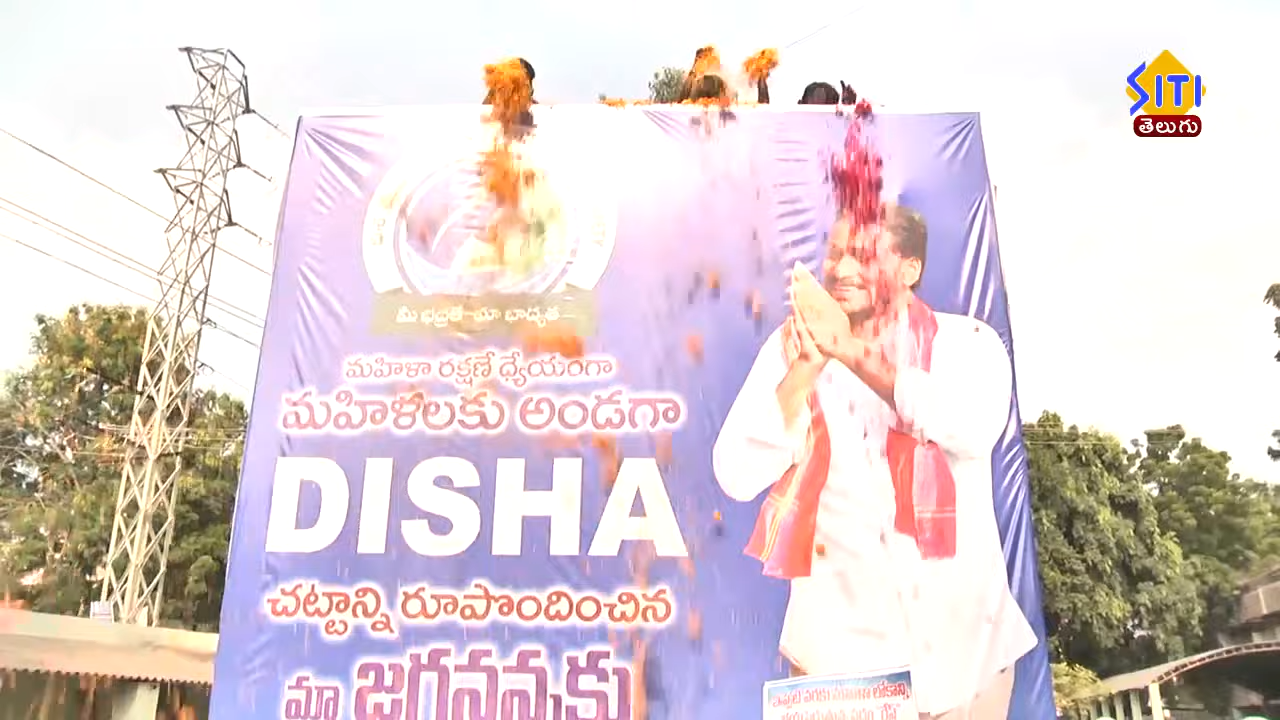 SITI
తెలుగు
మీ భద్రత-మా బాధ్యత
మహిళా రక్షణే ధ్యేయంగా
మహిళలకు అండగా
DISHA
చట్టాన్ని రూపొందించిన
మా జగనన్నకు